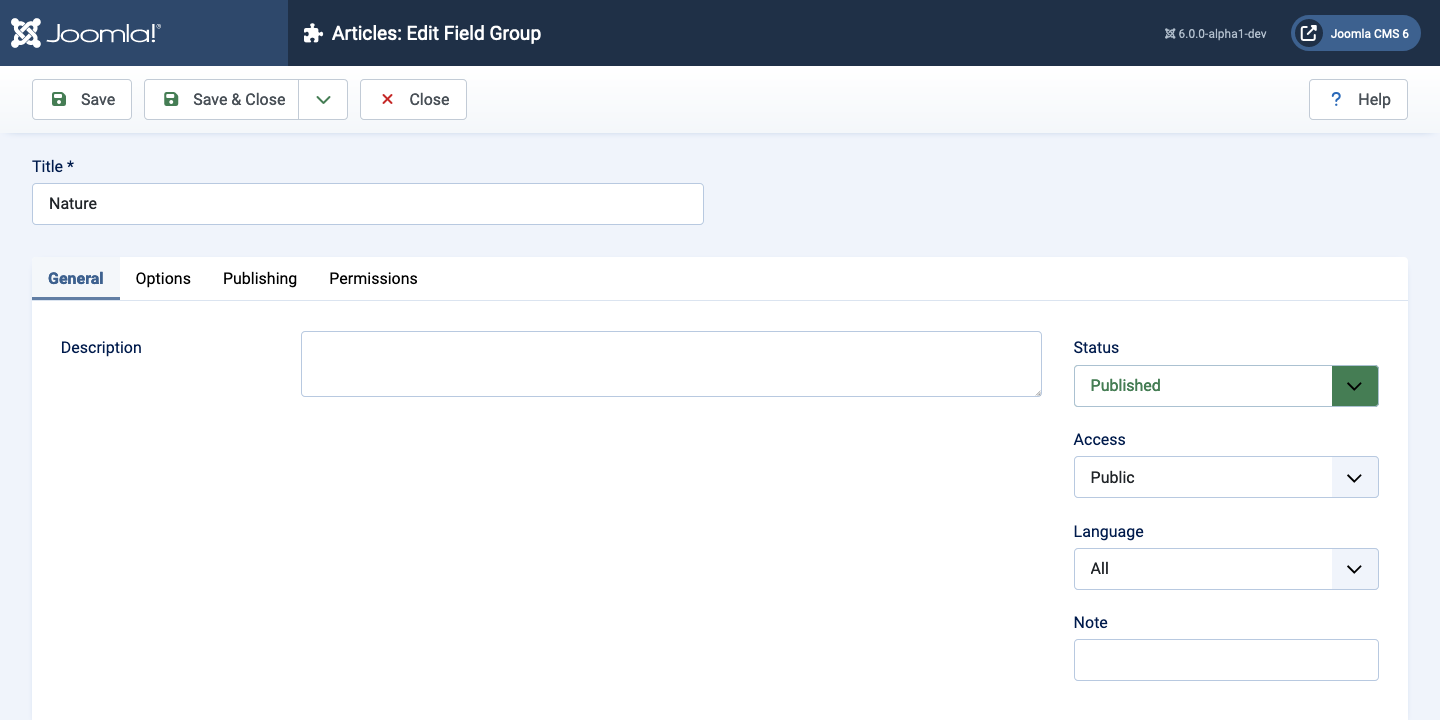 Joomla!® Articles: Edit Field Group 6.0.0-alpha1-dev Joomla CMS 6
Save Save & Close Close ? Help
Title *
Nature
General Options Publishing Permissions
Description
Status
Published
Access
Public
Language
All
Note